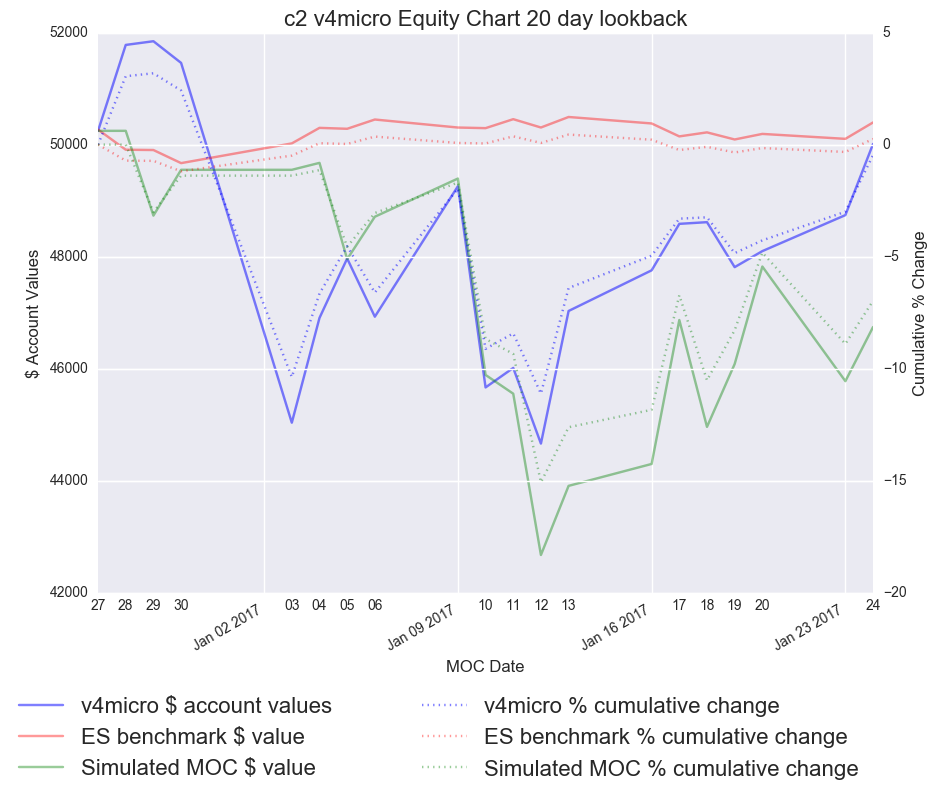 c2 v4micro Equity Chart 20 day lookback
52000 5
50000 0
48000 −5
46000 −10
44000 −15
42000 −20
$ Account Values
Cumulative % Change
27 28 29 30 03 04 05 06 10 11 12 13 17 18 19 20 24
Jan 02 2017 Jan 09 2017 Jan 16 2017 Jan 23 2017
MOC Date
v4micro $ account values
ES benchmark $ value
Simulated MOC $ value
v4micro % cumulative change
ES benchmark % cumulative change
Simulated MOC % cumulative change